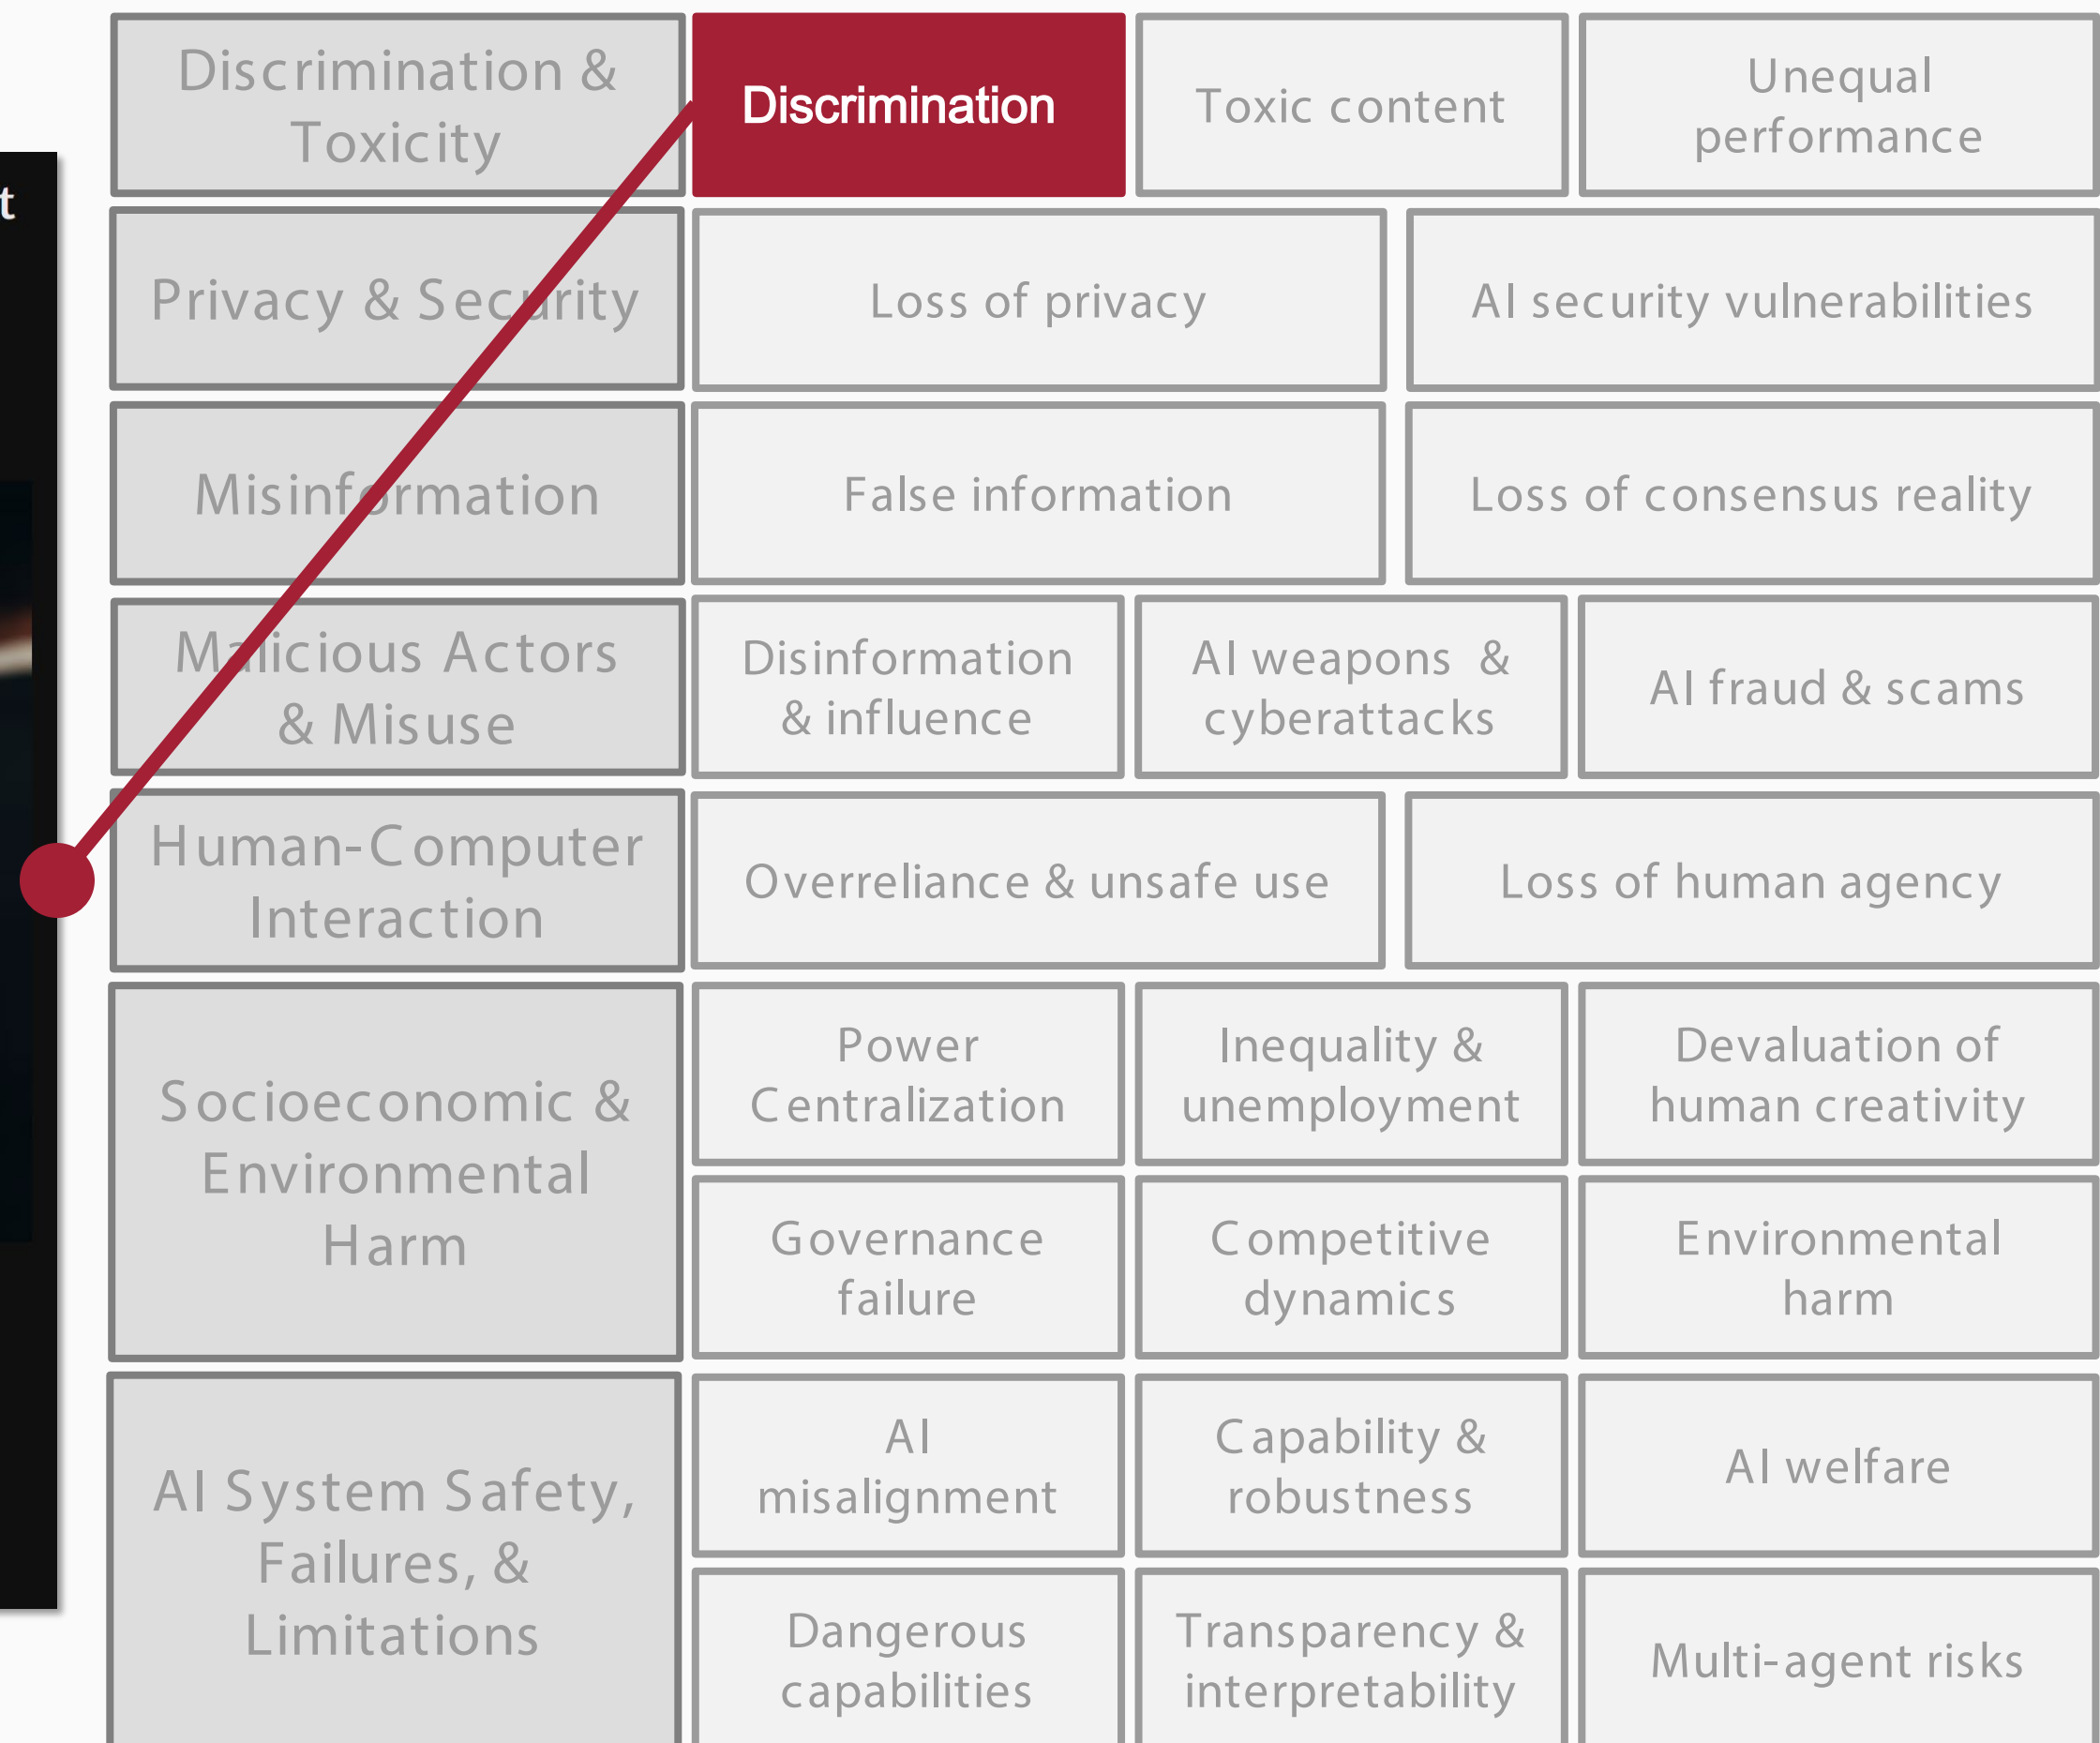 t
Discrimination &
Toxicity
Discrimination
Toxic content
Unequal
performance
Privacy & Security
Loss of privacy
AI security vulnerabilities
Misinformation
False information
Loss of consensus reality
Malicious Actors
& Misuse
Disinformation
& influence
AI weapons &
cyberattacks
AI fraud & scams
Human-Computer
Interaction
Overreliance & unsafe use
Loss of human agency
Socioeconomic &
Environmental
Harm
Power
Centralization
Inequality &
unemployment
Devaluation of
human creativity
Governance
failure
Competitive
dynamics
Environmental
harm
AI System Safety,
Failures, &
Limitations
AI
misalignment
Capability &
robustness
AI welfare
Dangerous
capabilities
Transparency &
interpretability
Multi-agent risks